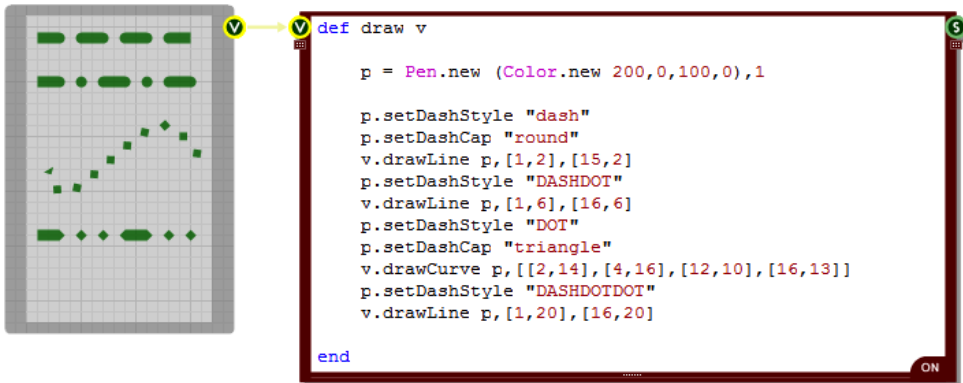 V
V
S
def draw v
p = Pen.new (Color.new 200,0,100,0),1
p.setDashStyle "dash"
p.setDashCap "round"
v.drawLine p,[1,2],[15,2]
p.setDashStyle "DASHDOT"
v.drawLine p,[1,6],[16,6]
p.setDashStyle "DOT"
p.setDashCap "triangle"
v.drawCurve p,[[2,14],[4,16],[12,10],[16,13]]
p.setDashStyle "DASHDOTDOT"
v.drawLine p,[1,20],[16,20]
end
ON